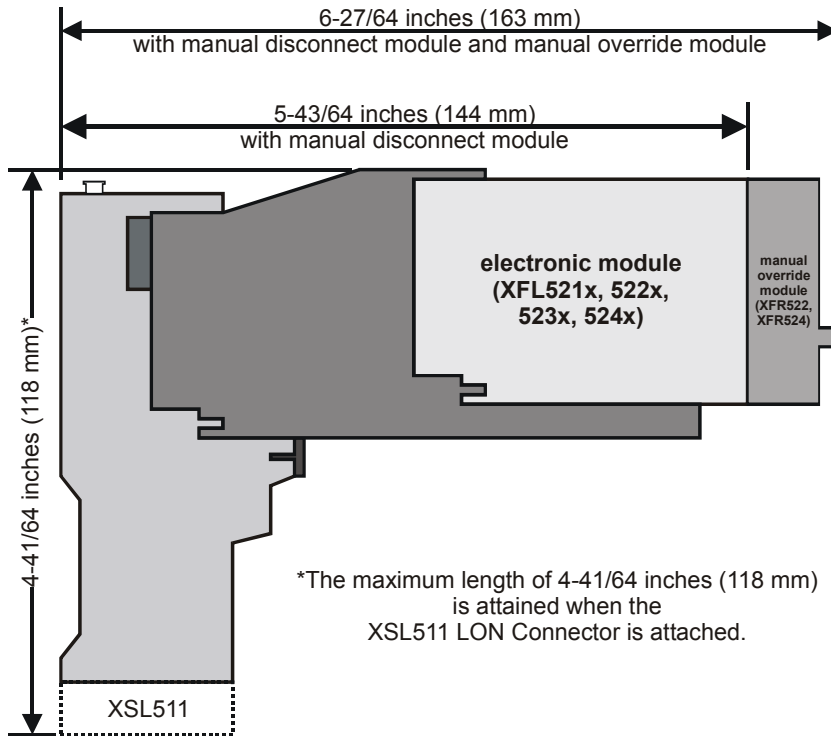 6-27/64 inches (163 mm)
with manual disconnect module and manual override module
5-43/64 inches (144 mm)
with manual disconnect module
4-41/64 inches (118 mm)*
electronic module
(XFL521x, 522x,
523x, 524x)
manual
override
module
(XFR522,
XFR524)
*The maximum length of 4-41/64 inches (118 mm)
is attained when the
XSL511 LON Connector is attached.
XSL511